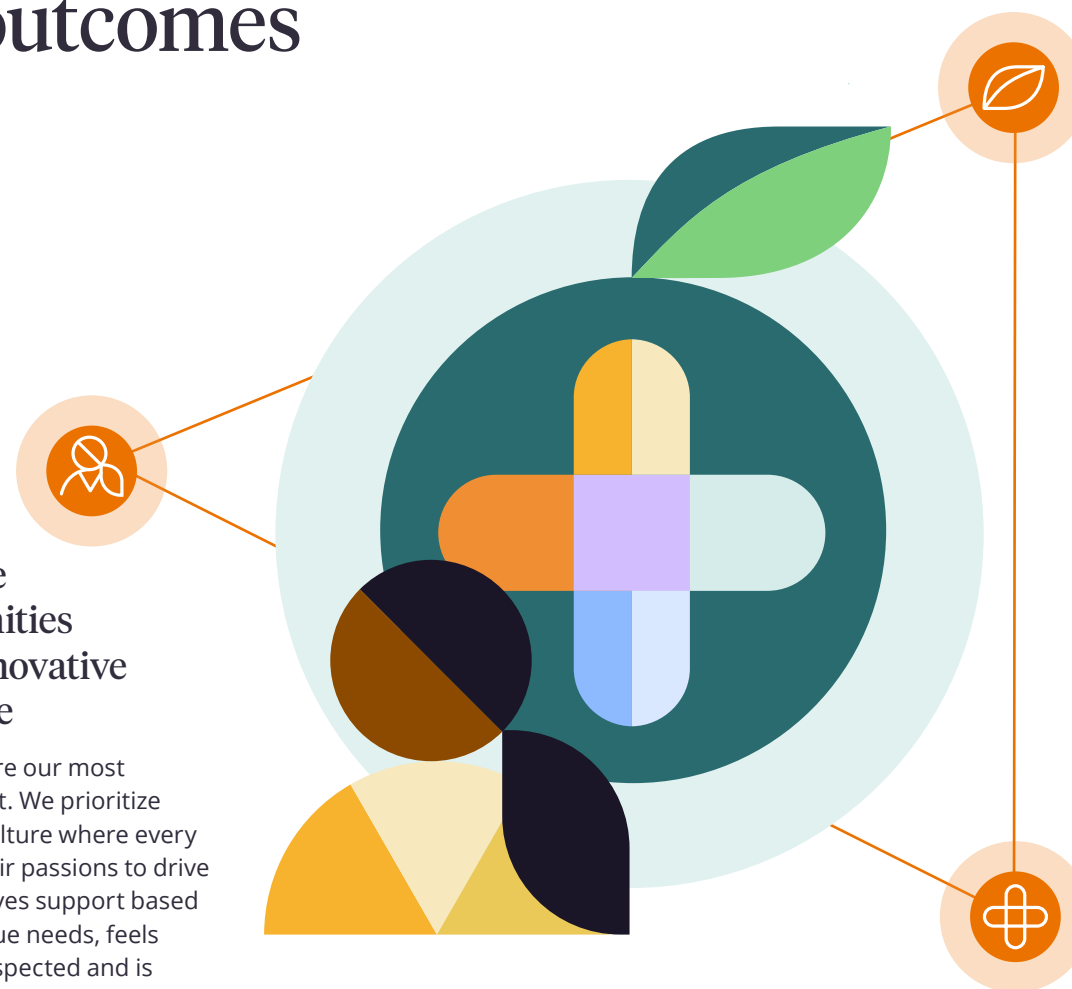 outcomes
e
nities
novative
e
re our most
t. We prioritize
lture where every
ir passions to drive
ves support based
ue needs, feels
spected and is